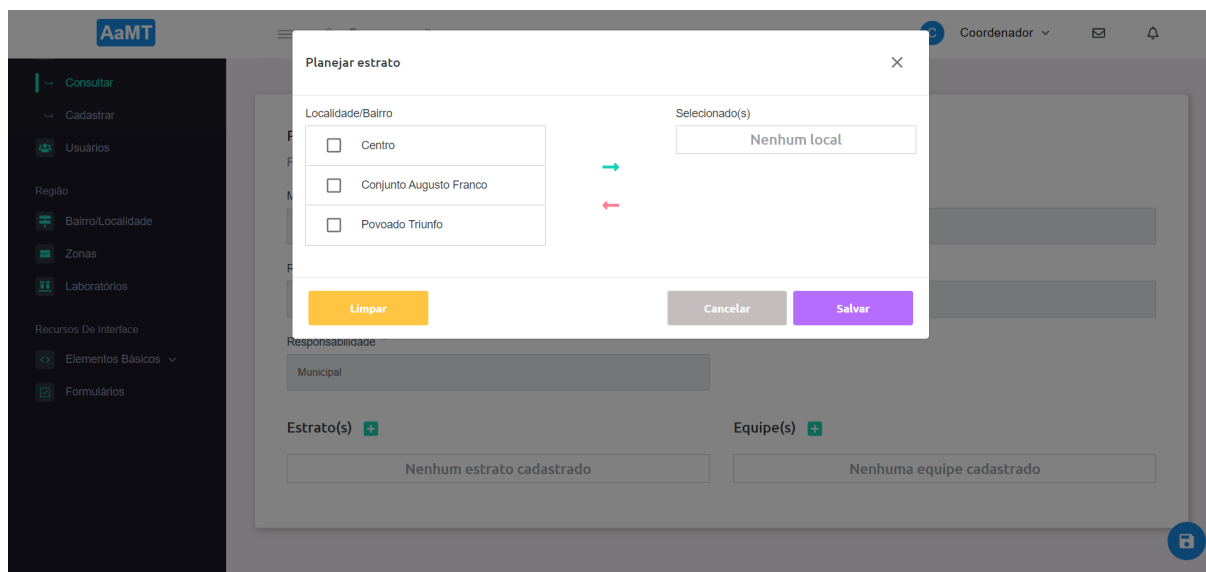 AaMT
Coordenador
Consultar
Cadastrar
Usuários
Região
Bairro/Localidade
Zonas
Laboratórios
Recursos De Interface
Elementos Básicos
Formulários
Planejar estrato
Localidade/Bairro
Centro
Conjunto Augusto Franco
Povoado Triunfo
Selecionado(s)
Nenhum local
Limpar
Cancelar
Salvar
Responsabilidade
Municipal
Estrato(s)
Equipe(s)
Nenhum estrato cadastrado
Nenhuma equipe cadastrado